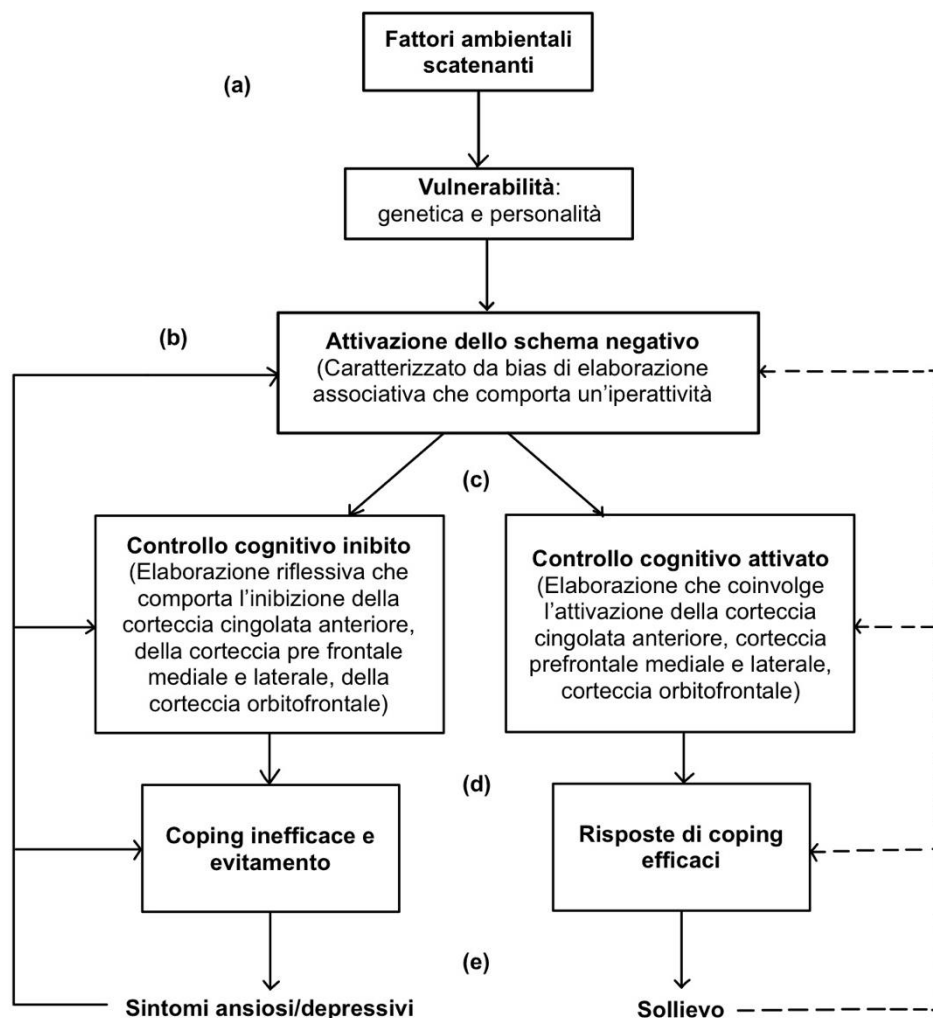 Fattori ambientali
scatenanti
(a)
Vulnerabilità:
genetica e personalità
(b)
Attivazione dello schema negativo
(Caratterizzato da bias di elaborazione
associativa che comporta un'iperattività
(c)
Controllo cognitivo inibito
(Elaborazione riflessiva che
comporta l'inibizione della
corteccia cingolata anteriore,
della corteccia pre frontale
mediale e laterale, della
corteccia orbitofrontale)
Controllo cognitivo attivato
(Elaborazione che coinvolge
l'attivazione della corteccia
cingolata anteriore, corteccia
prefrontale mediale e laterale,
corteccia orbitofrontale)
(d)
Coping inefficace e
evitamento
Risposte di coping
efficaci
(e)
Sintomi ansiosi/depressivi
Sollievo